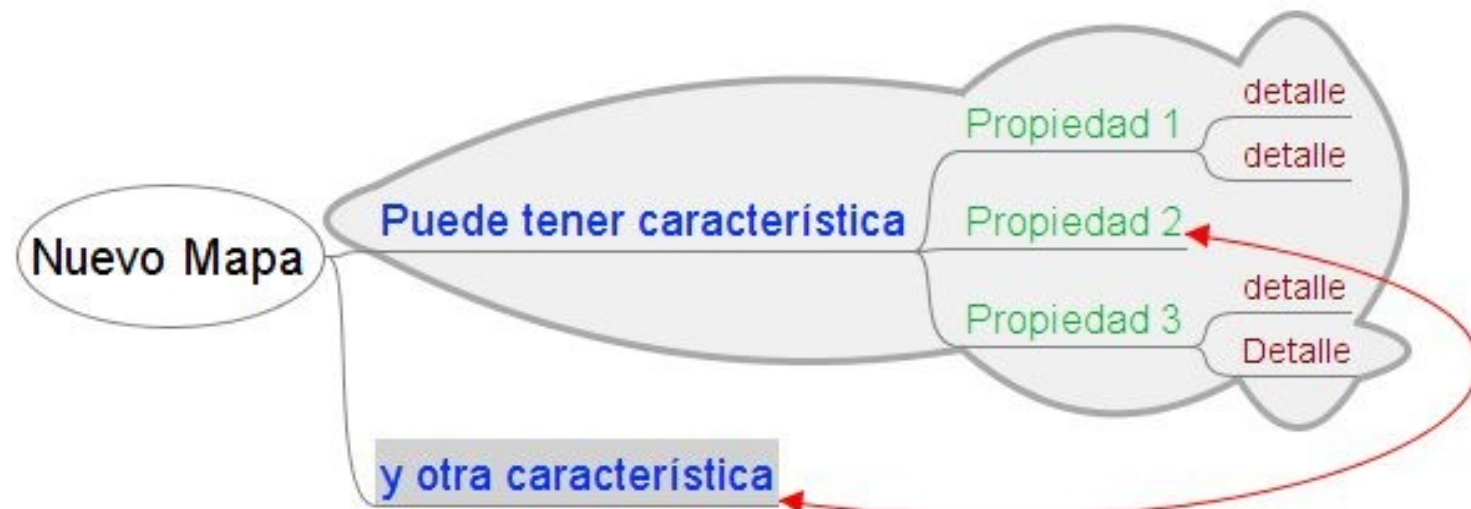 Nuevo Mapa
Puede tener característica
Propiedad 1
detalle
detalle
Propiedad 2
Propiedad 3
detalle
Detalle
y otra característica